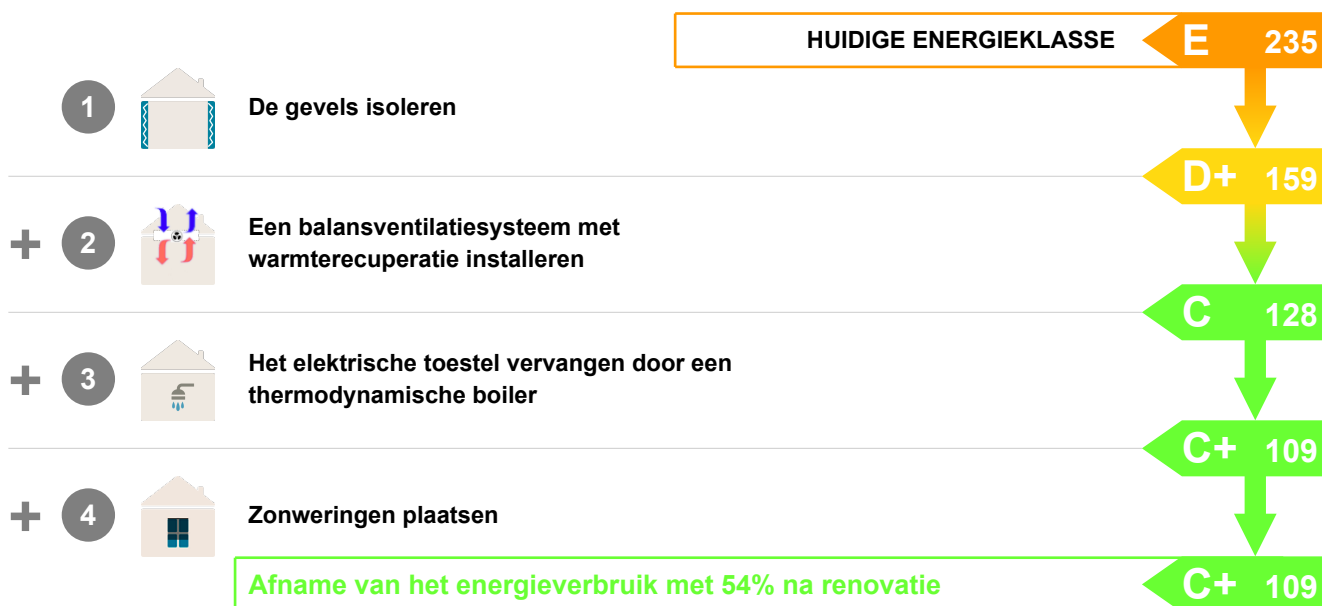 HUIDIGE ENERGIEKLASSE E 235
1 De gevels isoleren
D+ 159
+ 2 Een balansventilatiesysteem met
warmterecuperatie installeren
C 128
+ 3 Het elektrische toestel vervangen door een
thermodynamische boiler
C+ 109
+ 4 Zonweringen plaatsen
Afname van het energieverbruik met 54% na renovatie C+ 109